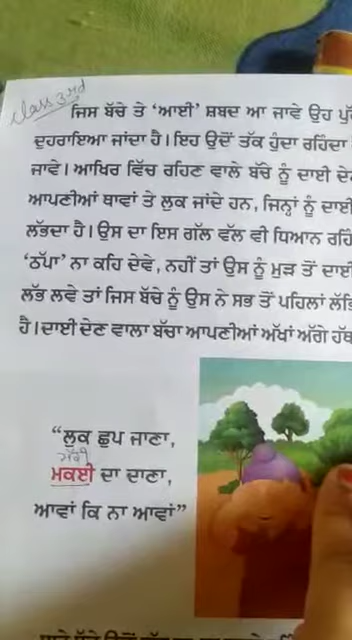 class 3rd
ਜਿਸ ਬੱਚੇ ਤੇ 'ਆਈ' ਸ਼ਬਦ ਆ ਜਾਵੇ ਉਹ
ਦੁਹਰਾਇਆ ਜਾਂਦਾ ਹੈ। ਇਹ ਉਦੋਂ ਤੱਕ ਹੁੰਦਾ ਰਹਿੰਦਾ
ਜਾਵੇ। ਆਖਿਰ ਵਿੱਚ ਰਹਿਣ ਵਾਲੇ ਬੱਚੇ ਨੂੰ ਦਾਈ
ਆਪਣੀਆਂ ਥਾਵਾਂ ਤੇ ਲੁਕ ਜਾਂਦੇ ਹਨ, ਜਿਨ੍ਹਾਂ ਨੂੰ ਦਾਈ
ਲੱਭਦਾ ਹੈ। ਉਸ ਦਾ ਇਸ ਗੱਲ ਵੱਲ ਵੀ ਧਿਆਨ
'ਠੱਪਾ' ਨਾ ਕਹਿ ਦੇਵੇ, ਨਹੀਂ ਤਾਂ ਉਸ ਨੂੰ ਮੁੜ ਤੋਂ ਦਾਈ
ਲੱਭ ਲਵੇ ਤਾਂ ਜਿਸ ਬੱਚੇ ਨੂੰ ਉਸ ਨੇ ਸਭ ਤੋਂ ਪਹਿਲਾਂ
ਹੈ। ਦਾਈ ਦੇਣ ਵਾਲਾ ਬੱਚਾ ਆਪਣੀਆਂ ਅੱਖਾਂ ਅੱਗੇ
"ਲੁਕ ਛੁਪ ਜਾਣਾ,
ਮਕਈ ਦਾ ਦਾਣਾ,
ਆਵਾਂ ਕਿ ਨਾ ਆਵਾਂ"